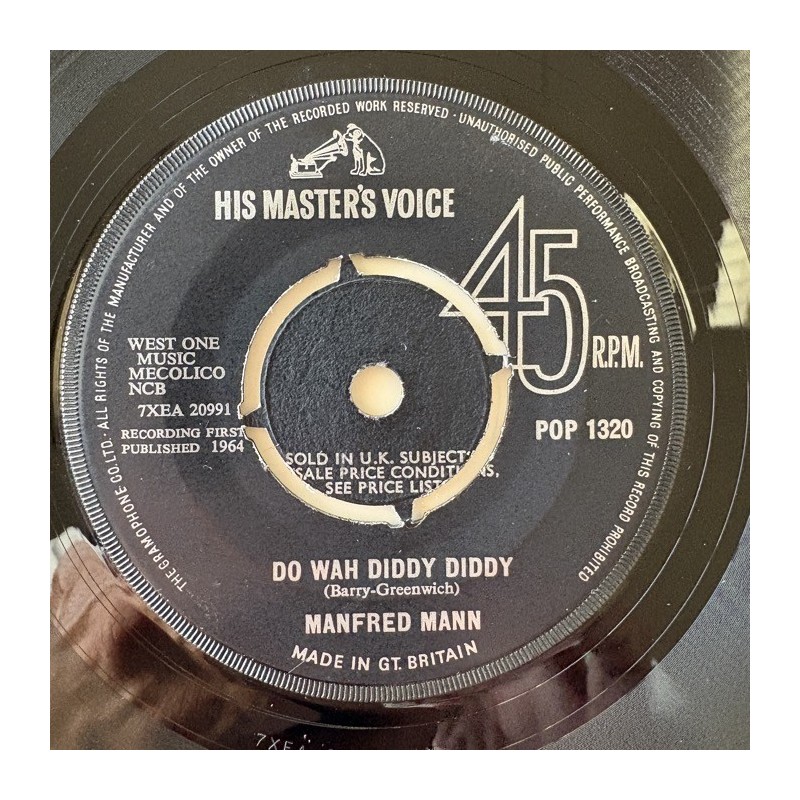 THE GRAMOPHONE CO. LTD. · ALL RIGHTS OF THE MANUFACTURER AND OF THE OWNER OF THE RECORDED WORK RESERVED · UNAUTHORISED PUBLIC PERFORMANCE BROADCASTING AND COPYING OF THIS RECORD PROHIBITED
HIS MASTER'S VOICE
45
R.P.M.
WEST ONE
MUSIC
MECOLICO
NCB
7XEA 20991
RECORDING FIRST
PUBLISHED 1964
POP 1320
SOLD IN U.K. SUBJECT
SALE PRICE CONDITIONS,
SEE PRICE LIST
DO WAH DIDDY DIDDY
(Barry-Greenwich)
MANFRED MANN
MADE IN GT. BRITAIN
7XEA